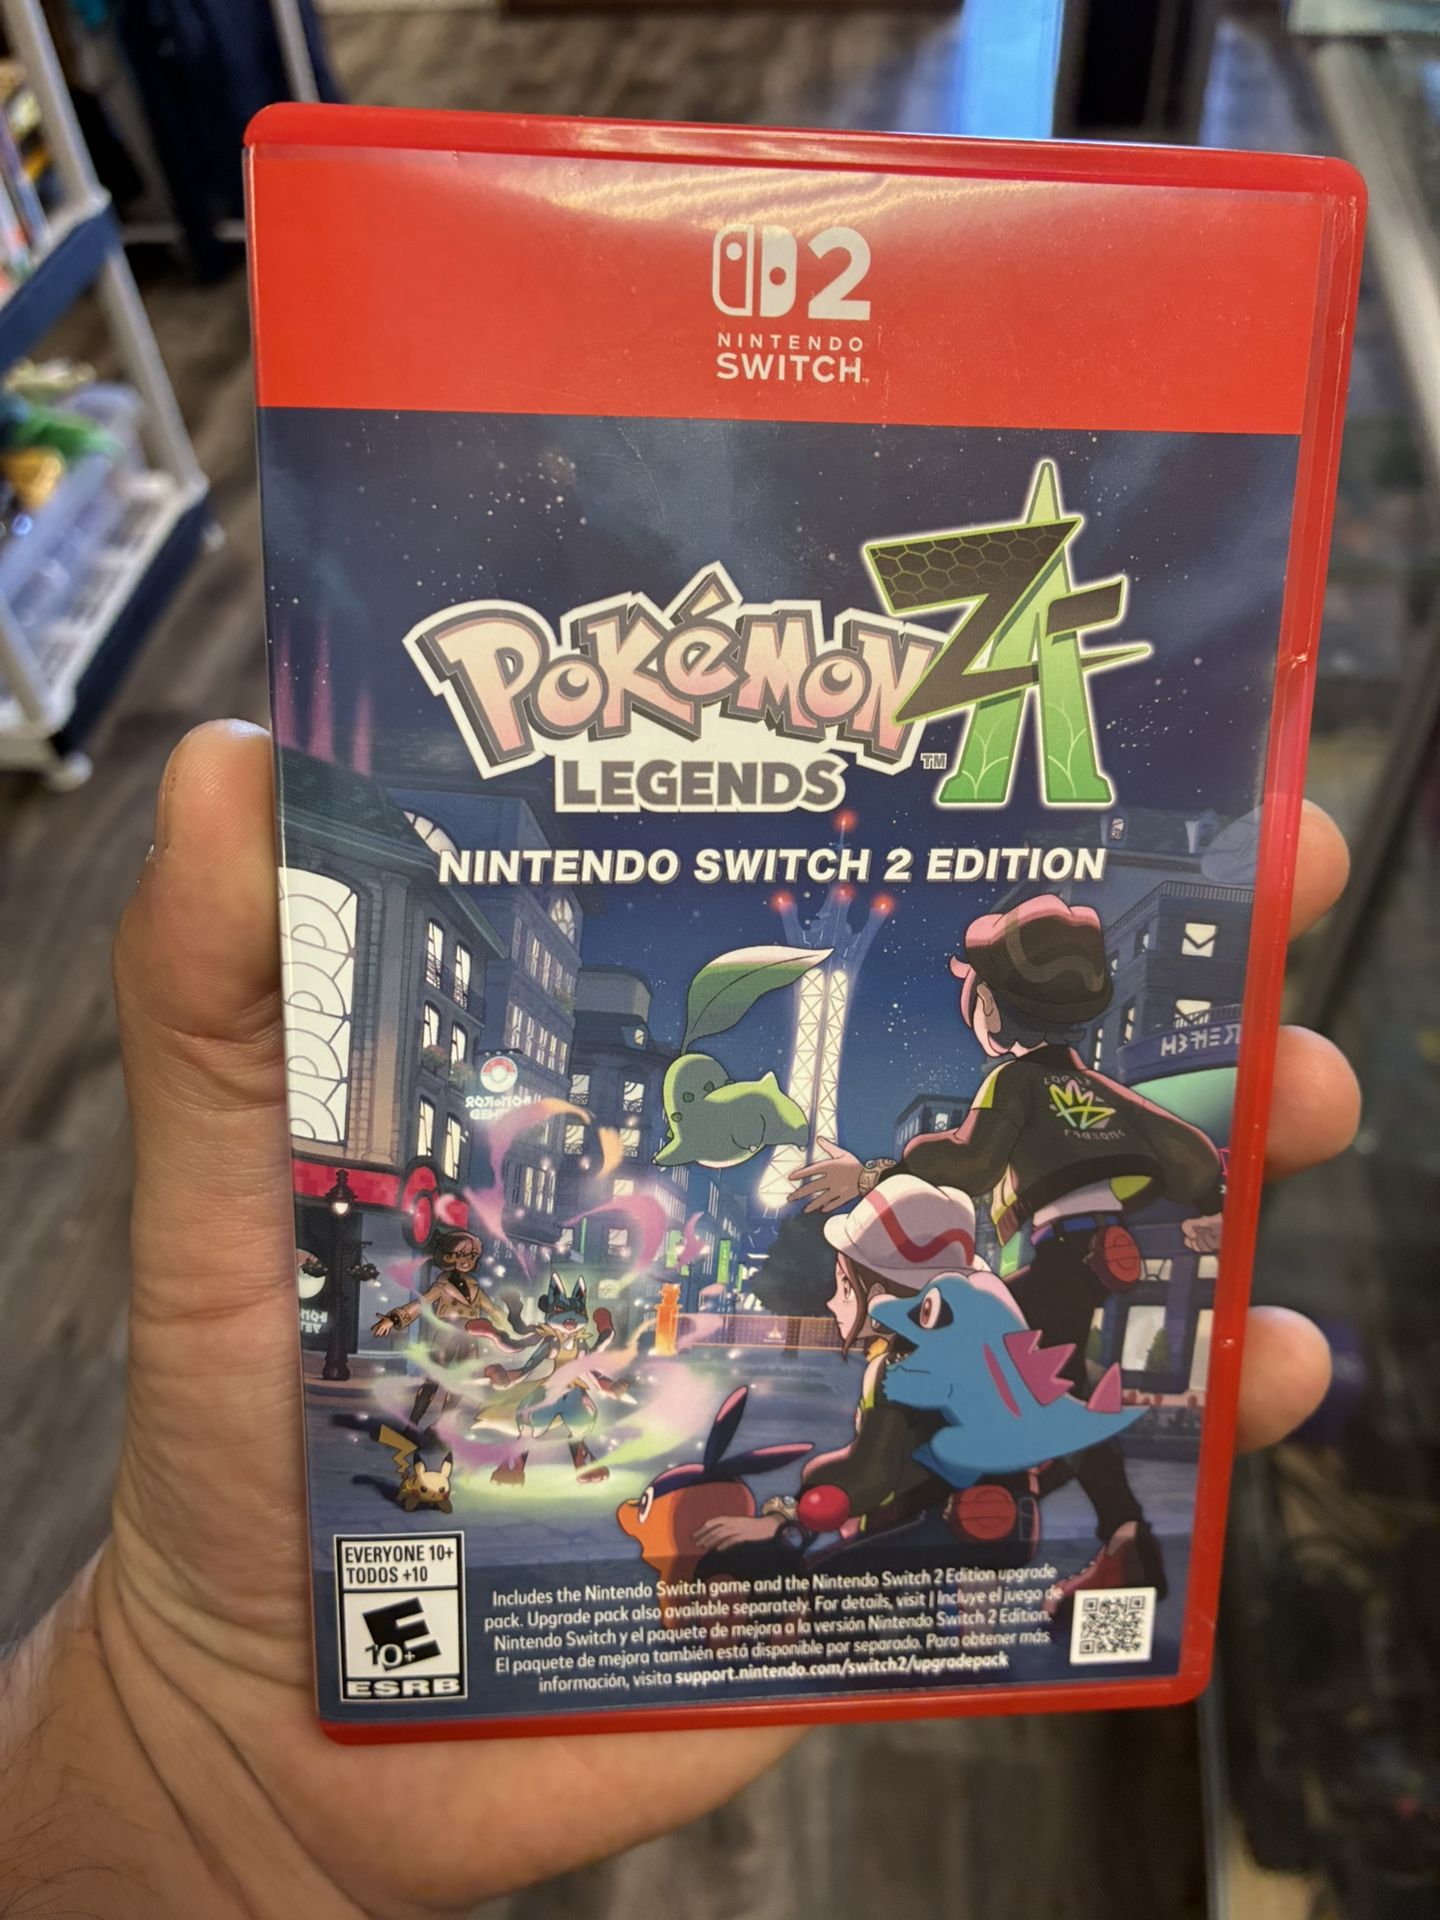 2
NINTENDO
SWITCH™
POKéMON ZA
LEGENDS™
NINTENDO SWITCH 2 EDITION
EVERYONE 10+
TODOS +10
E
10+
ESRB
Includes the Nintendo Switch game and the Nintendo Switch 2 Edition upgrade
pack. Upgrade pack also available separately. For details, visit | Incluye el juego de
Nintendo Switch y el paquete de mejora a la versión Nintendo Switch 2 Edition.
El paquete de mejora también está disponible por separado. Para obtener más
información, visita support.nintendo.com/switch2/upgradepack